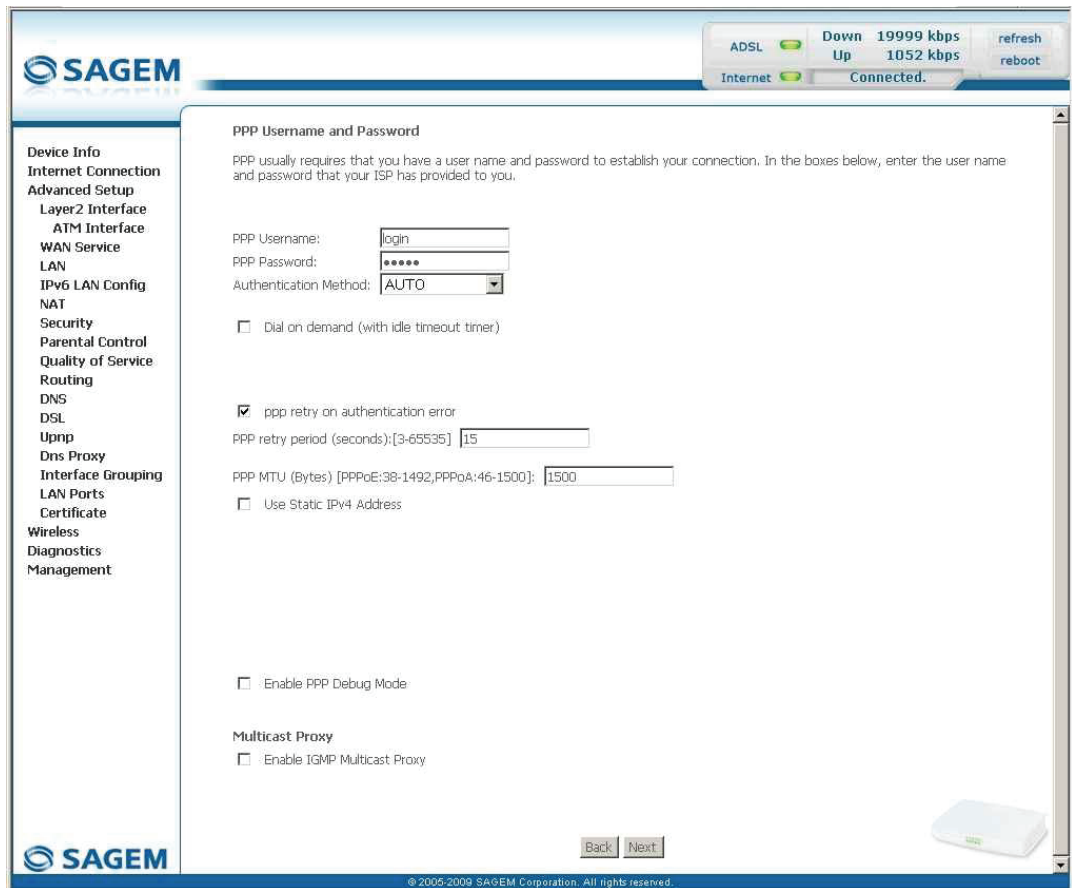 SAGEM
ADSL
Down 19999 kbps
Up 1052 kbps
Internet
Connected.
refresh
reboot
Device Info
Internet Connection
Advanced Setup
Layer2 Interface
ATM Interface
WAN Service
LAN
IPv6 LAN Config
NAT
Security
Parental Control
Quality of Service
Routing
DNS
DSL
Upnp
Dns Proxy
Interface Grouping
LAN Ports
Certificate
Wireless
Diagnostics
Management
PPP Username and Password
PPP usually requires that you have a user name and password to establish your connection. In the boxes below, enter the user name
and password that your ISP has provided to you.
PPP Username: login
PPP Password: •••••
Authentication Method: AUTO
Dial on demand (with idle timeout timer)
ppp retry on authentication error
PPP retry period (seconds):[3-65535] 15
PPP MTU (Bytes) [PPPoE:38-1492,PPPoA:46-1500]: 1500
Use Static IPv4 Address
Enable PPP Debug Mode
Multicast Proxy
Enable IGMP Multicast Proxy
Back Next
SAGEM
© 2005-2009 SAGEM Corporation. All rights reserved.